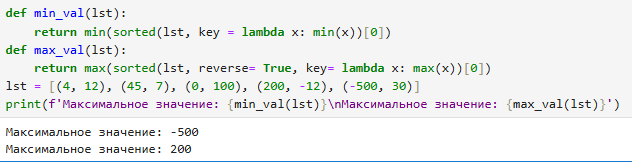 def min_val(lst):
    return min(sorted(lst, key = lambda x: min(x))[0])
def max_val(lst):
    return max(sorted(lst, reverse= True, key= lambda x: max(x))[0])
lst = [(4, 12), (45, 7), (0, 100), (200, -12), (-500, 30)]
print(f'Максимальное значение: {min_val(lst)}\nМаксимальное значение: {max_val(lst)}')
Максимальное значение: -500
Максимальное значение: 200